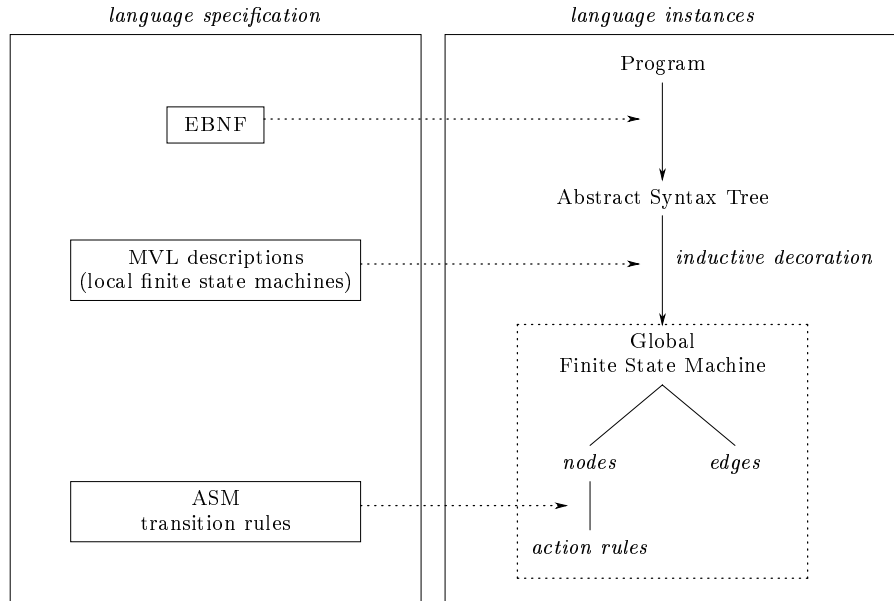 language specification
language instances
Program
EBNF
Abstract Syntax Tree
MVL descriptions
(local finite state machines)
inductive decoration
Global
Finite State Machine
nodes
edges
ASM
transition rules
action rules